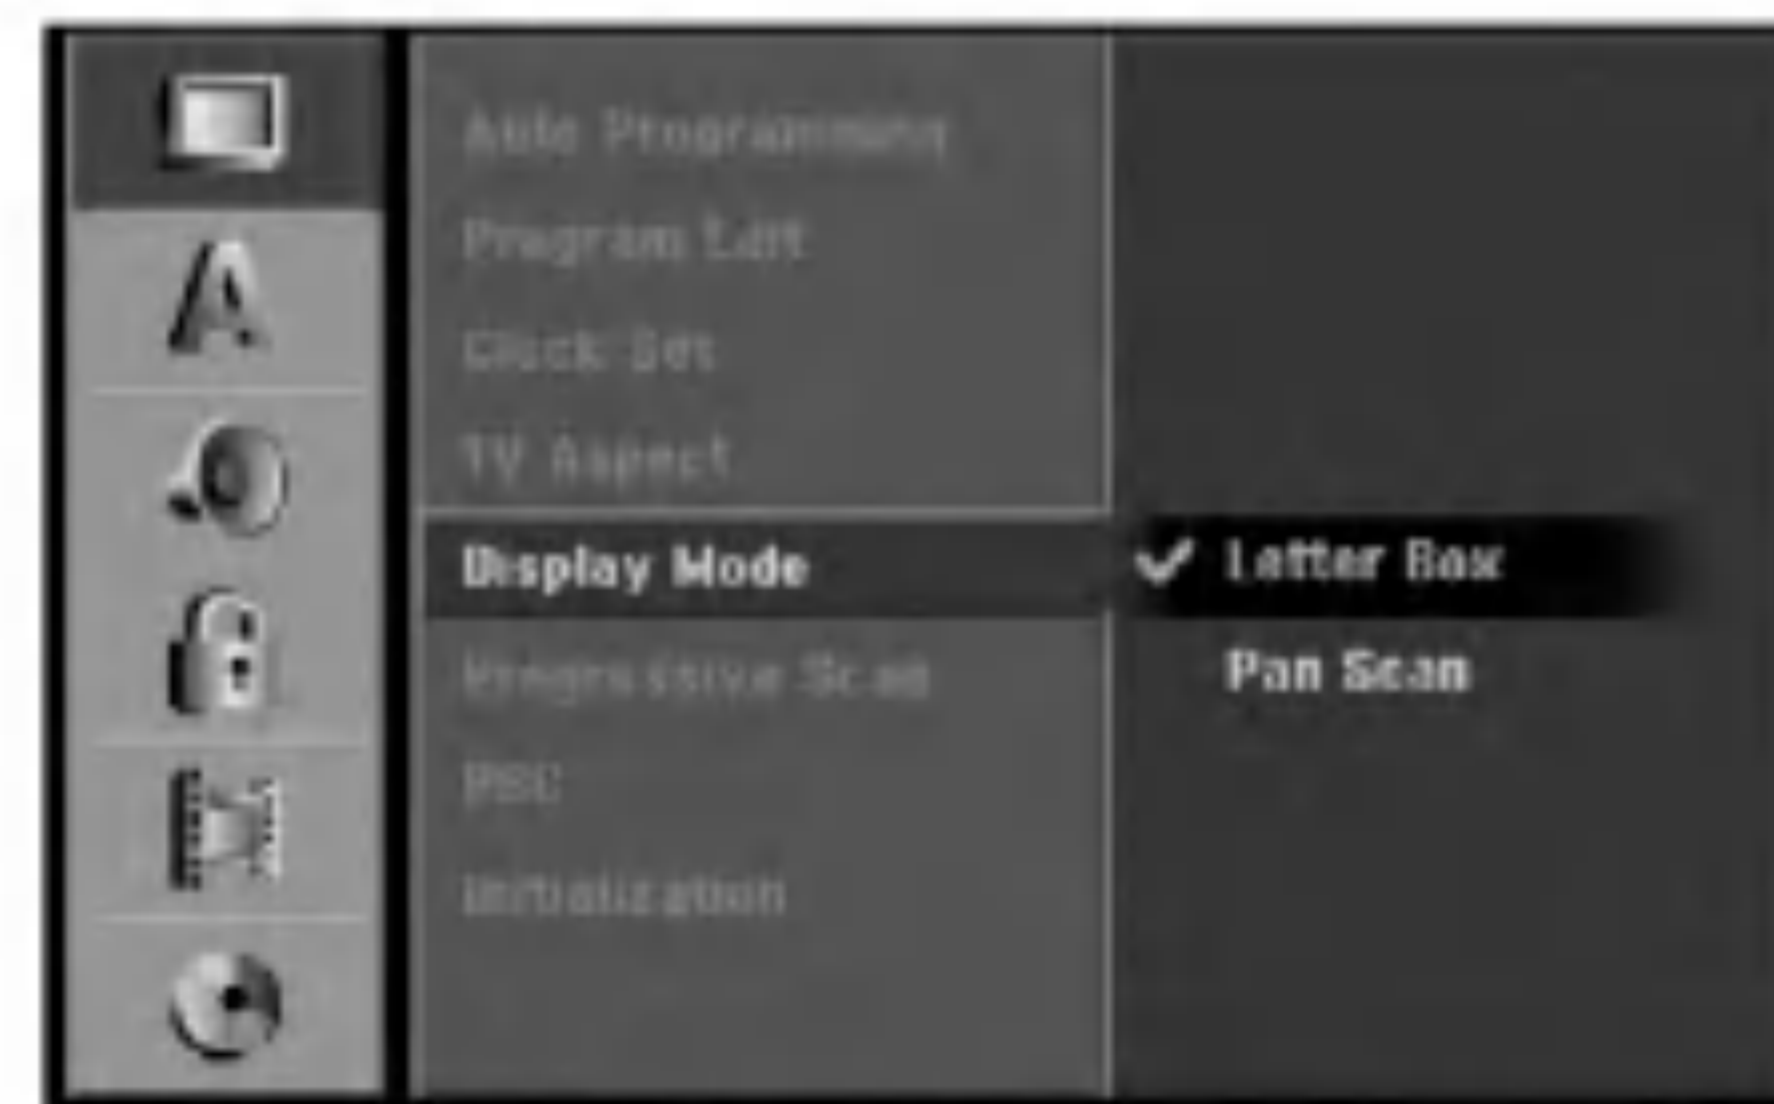 A
Auto Programming
Program Edit
Clock Set
TV Aspect
Display Mode
Letter Box
Progressive Scan
Pan Scan
PBC
Initialization